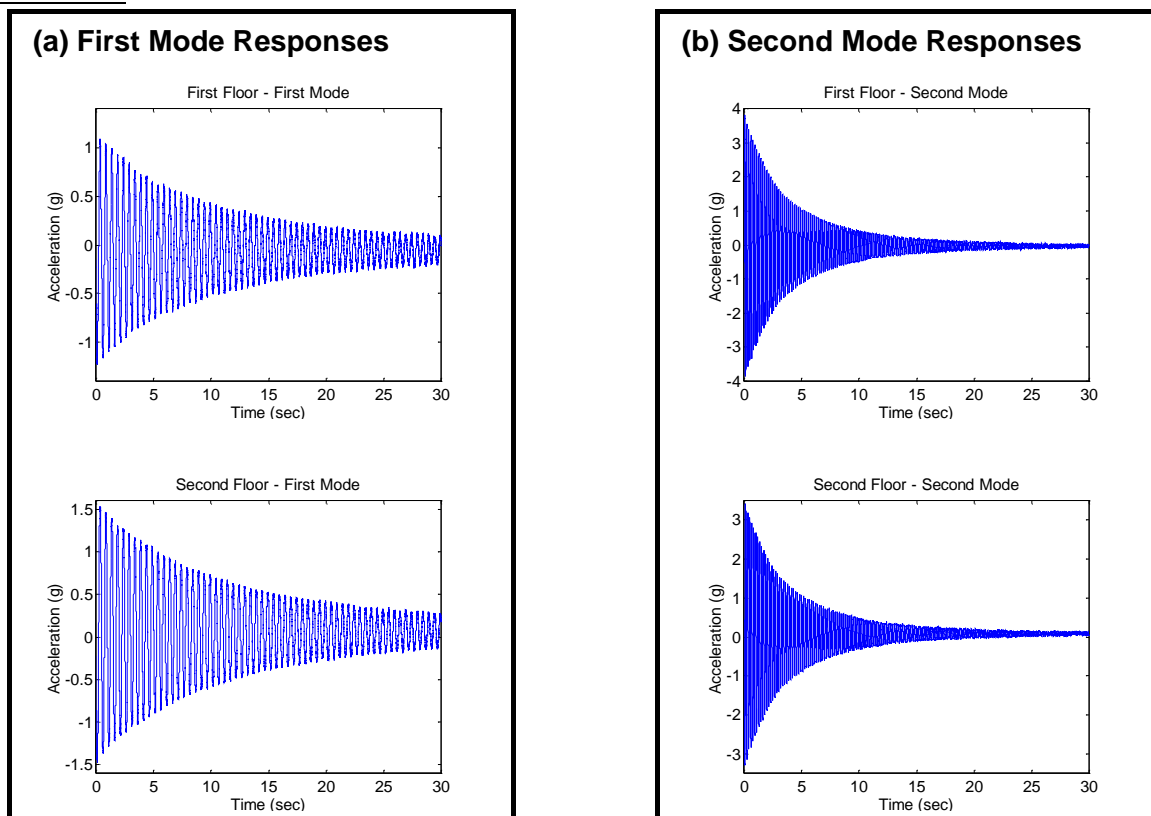 (a) First Mode Responses
First Floor - First Mode
1
0.5
0
-0.5
-1
Acceleration (g)
0 5 10 15 20 25 30
Time (sec)
Second Floor - First Mode
1.5
1
0.5
0
-0.5
-1
-1.5
Acceleration (g)
0 5 10 15 20 25 30
Time (sec)
(b) Second Mode Responses
First Floor - Second Mode
4
3
2
1
0
-1
-2
-3
-4
Acceleration (g)
0 5 10 15 20 25 30
Time (sec)
Second Floor - Second Mode
3
2
1
0
-1
-2
-3
Acceleration (g)
0 5 10 15 20 25 30
Time (sec)